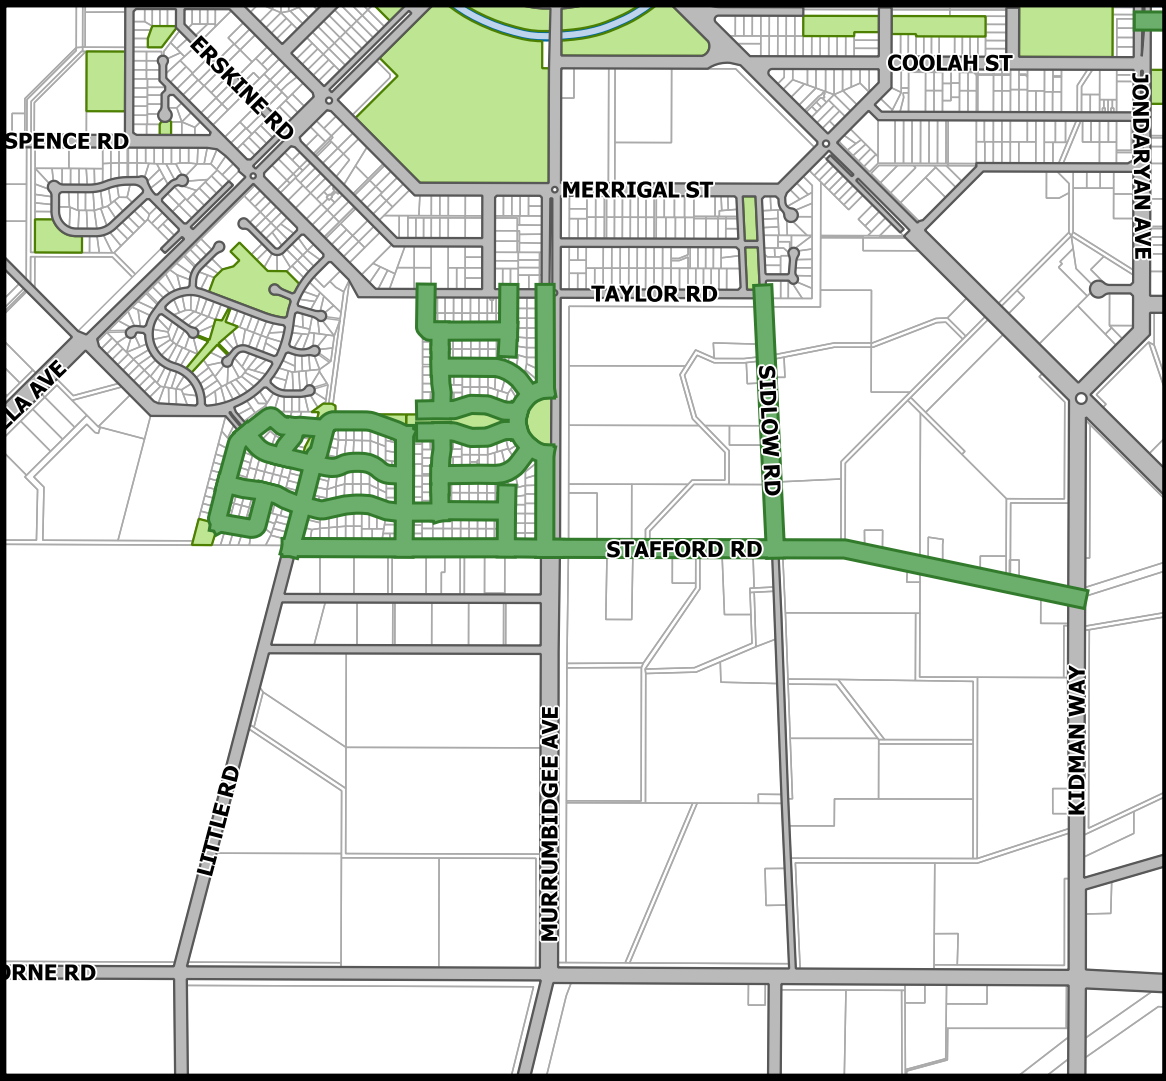 ERSKINE RD
COOLAH ST
JONDARYAN AVE
SPENCE RD
MERRIGAL ST
TAYLOR RD
LLA AVE
SIDLOW RD
STAFFORD RD
KIDMAN WAY
MURRUMBIDGEE AVE
LITTLE RD
ORNE RD